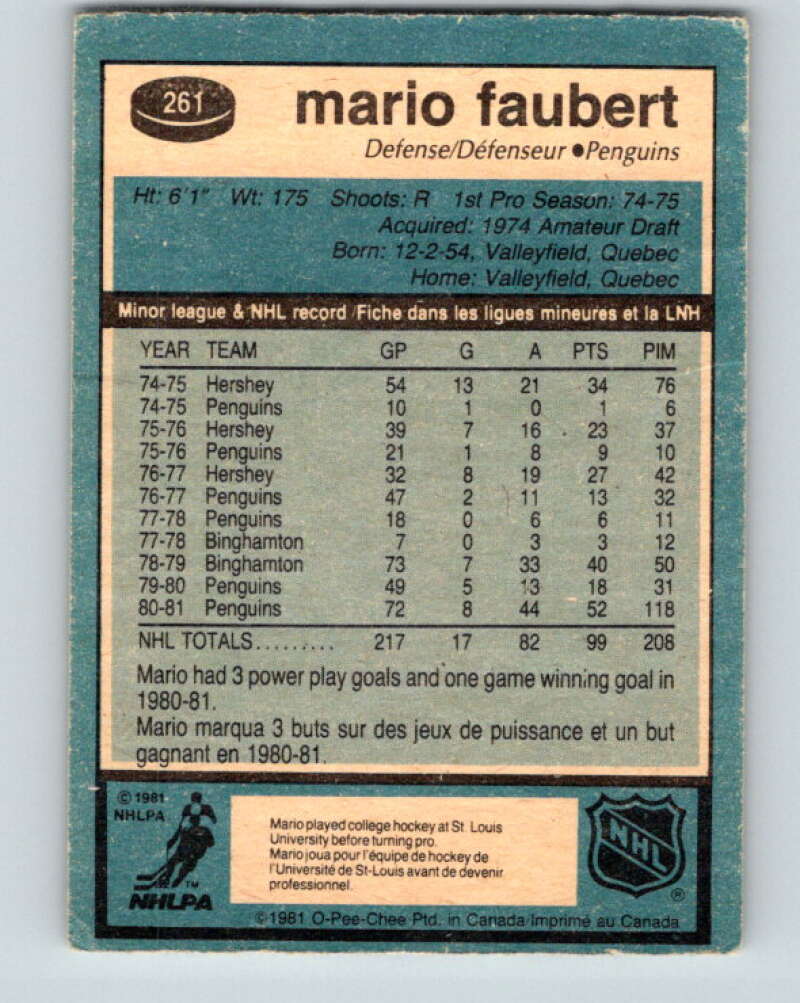 261
mario faubert
Defense/Défenseur ●Penguins
Ht: 6'1" Wt: 175 Shoots: R 1st Pro Season: 74-75
Acquired: 1974 Amateur Draft
Born: 12-2-54, Valleyfield, Quebec
Home: Valleyfield, Quebec
Minor league & NHL record/Fiche dans les ligues mineures et la LNH
YEAR TEAM GP G A PTS PIM
74-75 Hershey 54 13 21 34 76
74-75 Penguins 10 1 0 1 6
75-76 Hershey 39 7 16 23 37
75-76 Penguins 21 1 8 9 10
76-77 Hershey 32 8 19 27 42
76-77 Penguins 47 2 11 13 32
77-78 Penguins 18 0 6 6 11
77-78 Binghamton 7 0 3 3 12
78-79 Binghamton 73 7 33 40 50
79-80 Penguins 49 5 13 18 31
80-81 Penguins 72 8 44 52 118
NHL TOTALS......... 217 17 82 99 208
Mario had 3 power play goals and one game winning goal in
1980-81.
Mario marqua 3 buts sur des jeux de puissance et un but
gagnant en 1980-81.
© 1981
NHLPA
TM
NHLPA
Mario played college hockey at St. Louis
University before turning pro.
Mario joua pour l'équipe de hockey de
l'Université de St-Louis avant de devenir
professionnel.
NHL
®
© 1981 O-Pee-Chee Ptd. in Canada/Imprimé au Canada